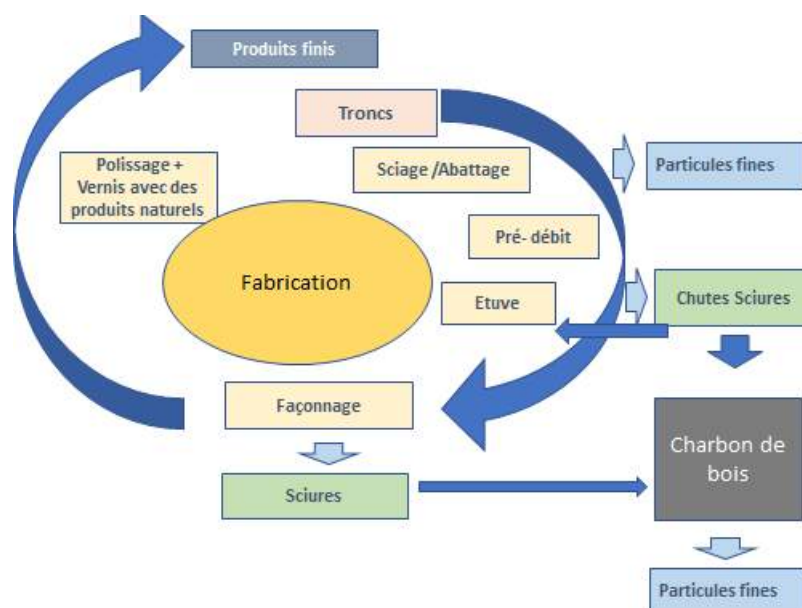 Produits finis
Troncs
Sciage /Abattage
Particules fines
Polissage +
Vernis avec des
produits naturels
Pré- débit
Fabrication
Etuve
Chutes Sciures
Façonnage
Charbon de
bois
Sciures
Particules fines